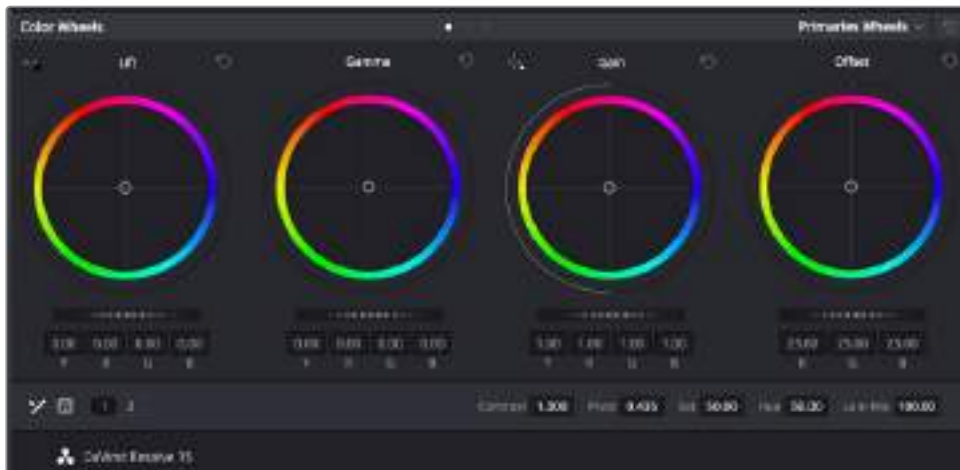 Color Wheels Primaries Wheels
Lift Gamma Gain Offset
0.00 0.00 0.00 0.00 0.00 0.00 0.00 0.00 1.00 1.00 1.00 1.00 25.00 25.00 25.00
Y R G B Y R G B Y R G B R G B
1 2 Contrast 1.000 Pivot 0.435 Sat 50.00 Hue 50.00 Lum Mix 100.00
DaVinci Resolve 15